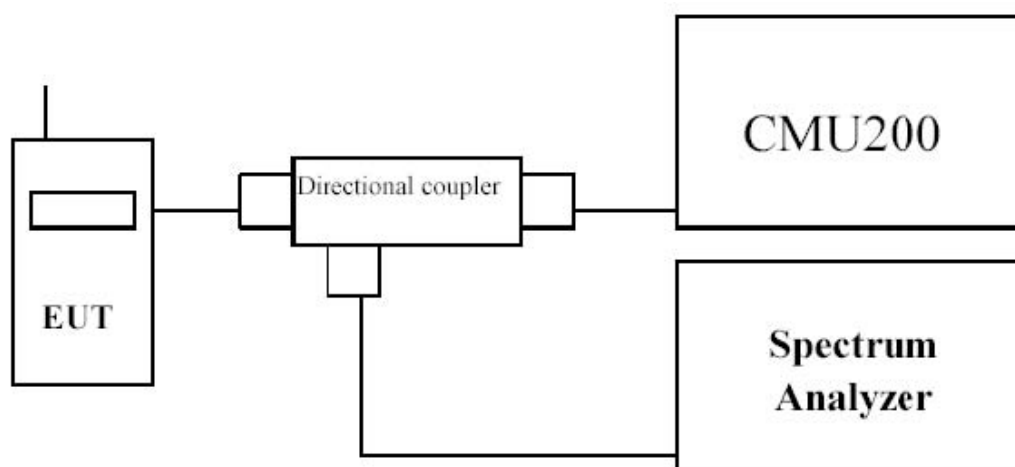 CMU200
Directional coupler
EUT
Spectrum
Analyzer